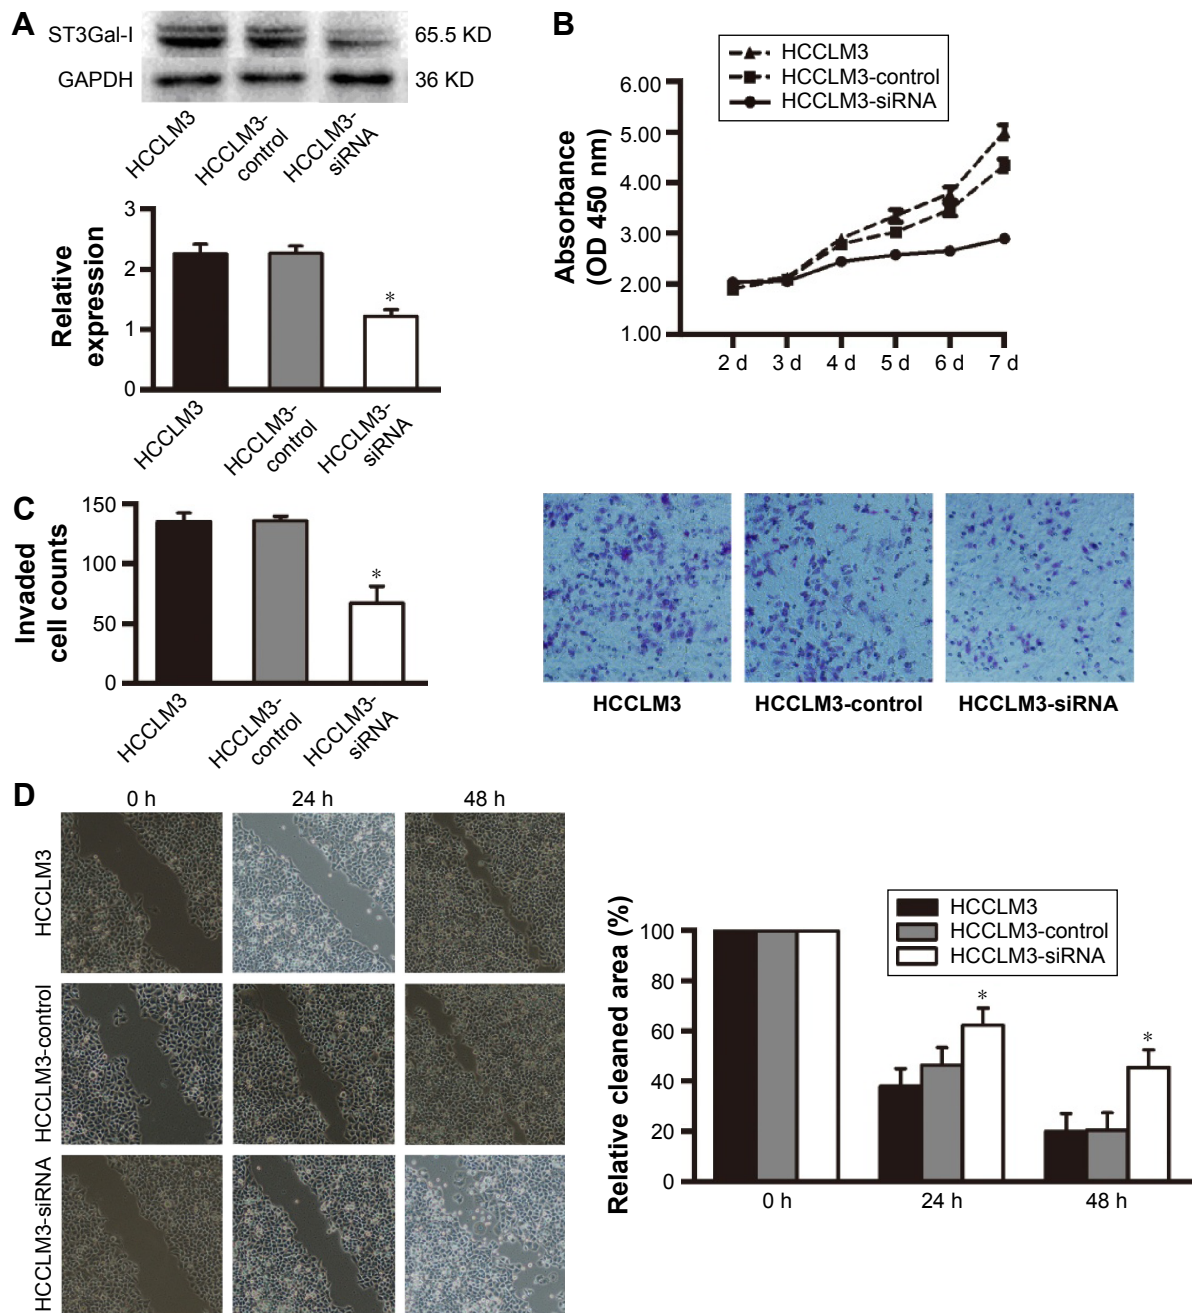 A
ST3Gal-I
65.5 KD
GAPDH
36 KD
HCCLM3
HCCLM3-
control
HCCLM3-
siRNA
Relative
expression
3
2
1
0
*
HCCLM3
HCCLM3-
control
HCCLM3-
siRNA
B
HCCLM3
HCCLM3-control
HCCLM3-siRNA
Absorbance
(OD 450 nm)
6.00
5.00
4.00
3.00
2.00
1.00
2 d 3 d 4 d 5 d 6 d 7 d
C
Invaded
cell counts
150
100
50
0
*
HCCLM3
HCCLM3-
control
HCCLM3-
siRNA
HCCLM3 HCCLM3-control HCCLM3-siRNA
D
0 h 24 h 48 h
HCCLM3
HCCLM3-control
HCCLM3-siRNA
HCCLM3
HCCLM3-control
HCCLM3-siRNA
Relative cleaned area (%)
100
80
60
40
20
0
*
*
0 h 24 h 48 h